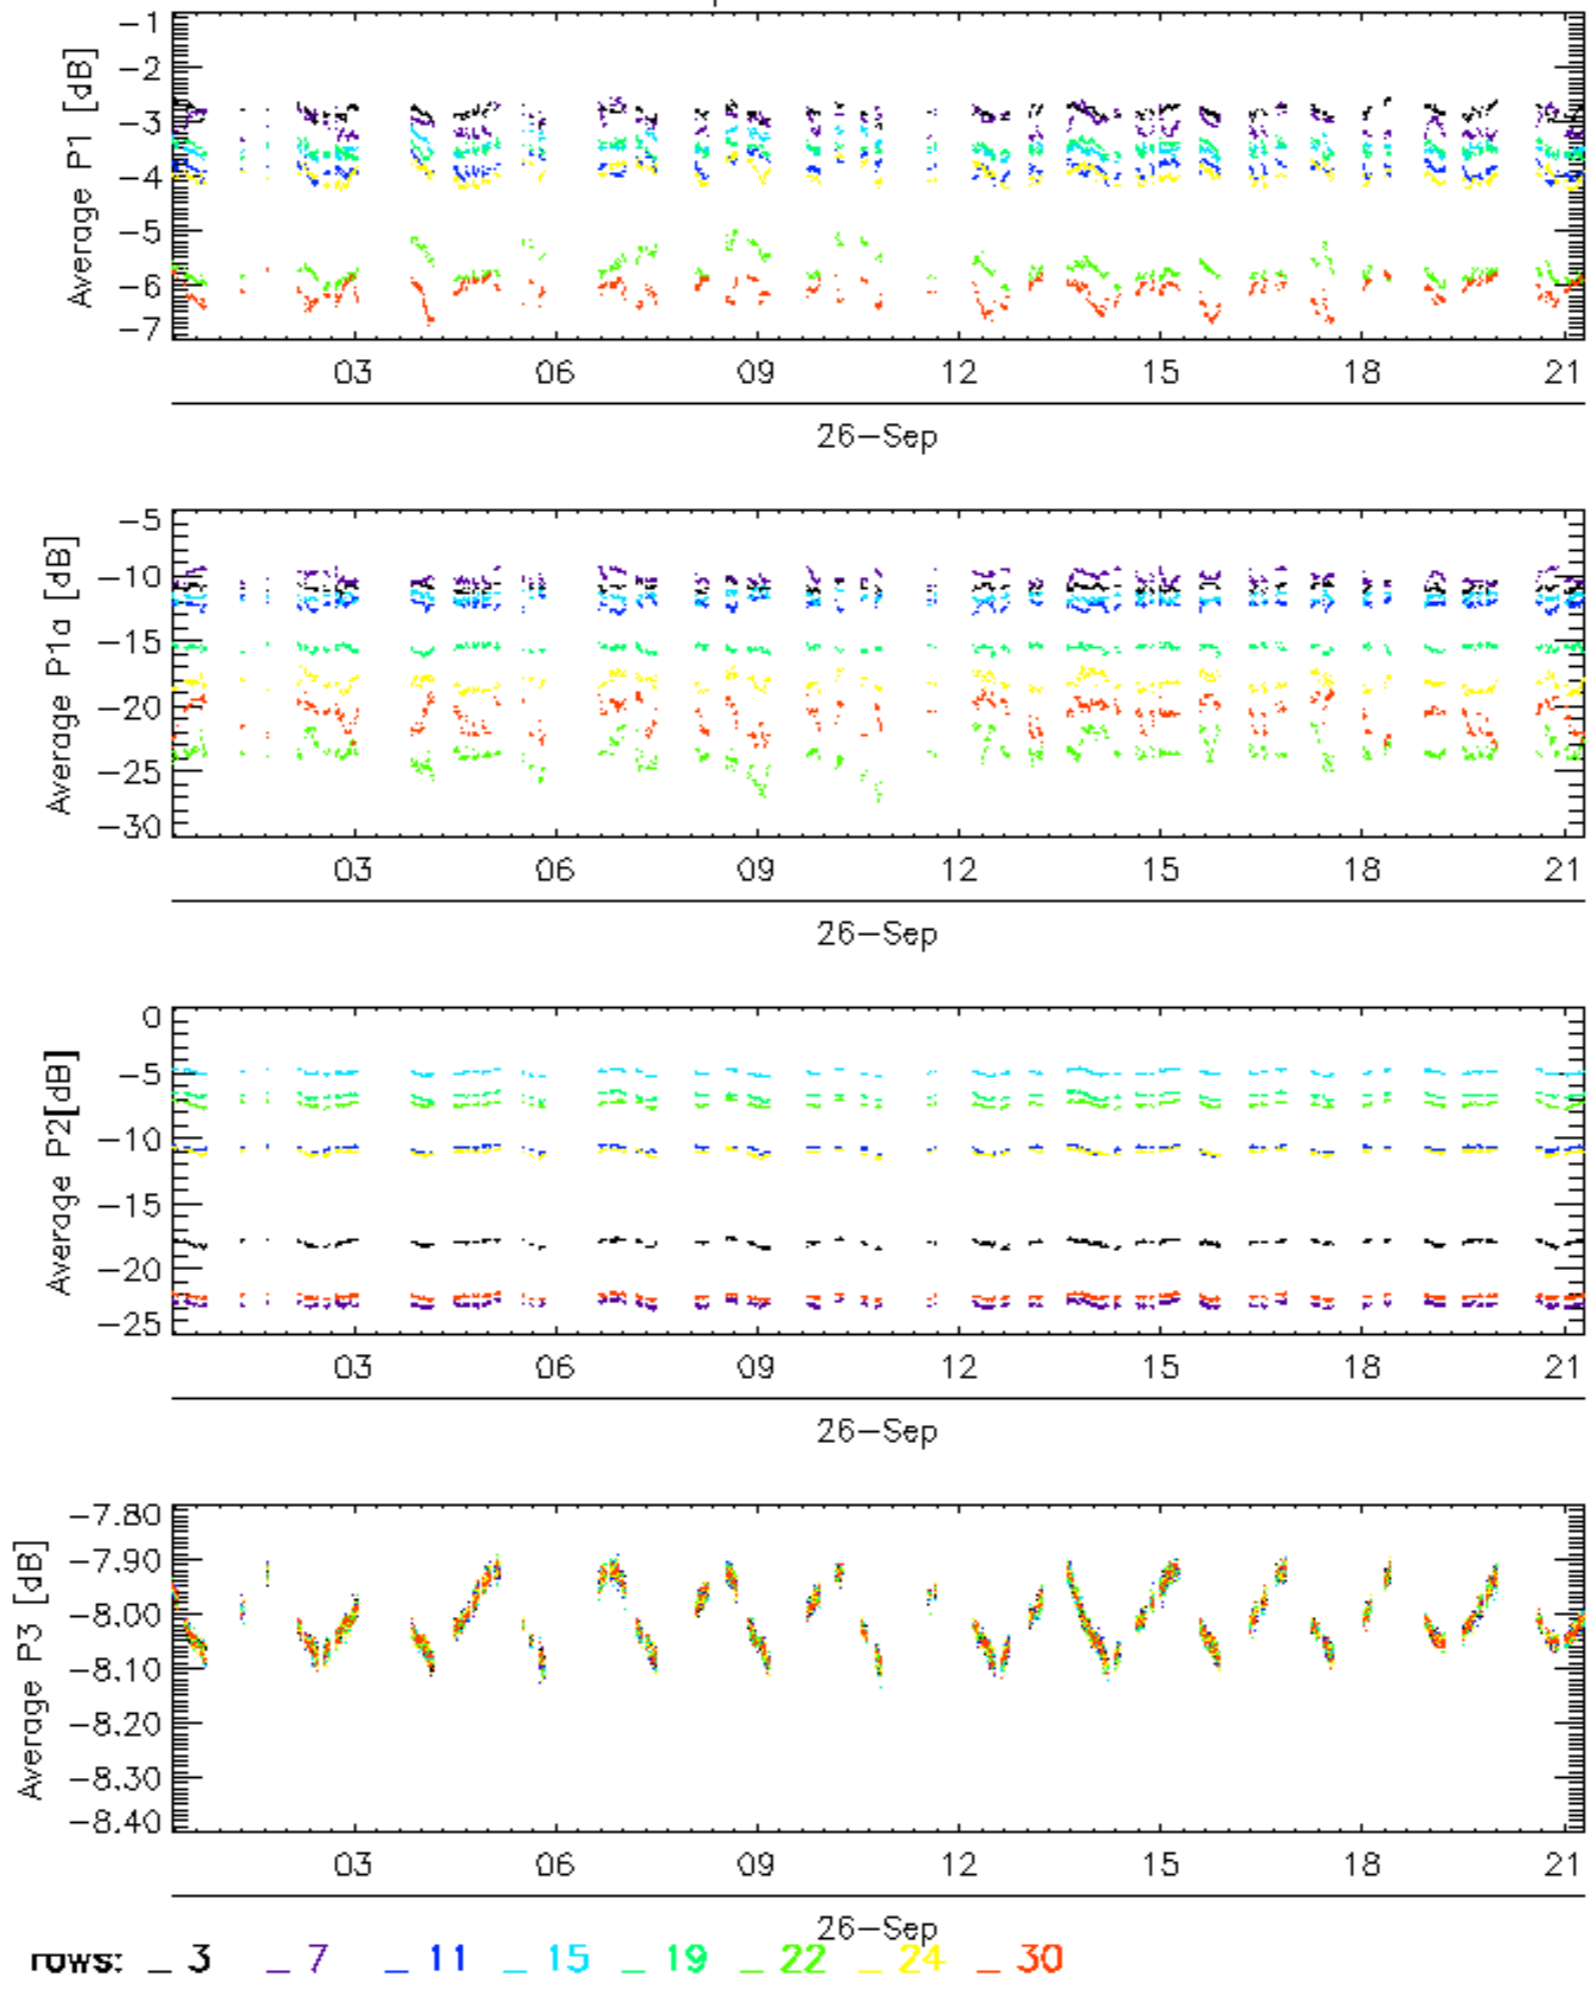 Average P1 [dB]
-1
-2
-3
-4
-5
-6
-7
03 06 09 12 15 18 21
26-Sep
Average P1a [dB]
-5
-10
-15
-20
-25
-30
03 06 09 12 15 18 21
26-Sep
Average P2[dB]
0
-5
-10
-15
-20
-25
03 06 09 12 15 18 21
26-Sep
Average P3 [dB]
-7.80
-7.90
-8.00
-8.10
-8.20
-8.30
-8.40
03 06 09 12 15 18 21
26-Sep
rows: _ 3 _ 7 _ 11 _ 15 _ 19 _ 22 _ 24 _ 30